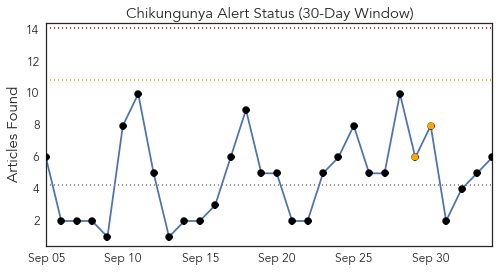 Chikungunya Alert Status (30-Day Window)
Articles Found
14
12
10
8
6
4
2
Sep 05 Sep 10 Sep 15 Sep 20 Sep 25 Sep 30